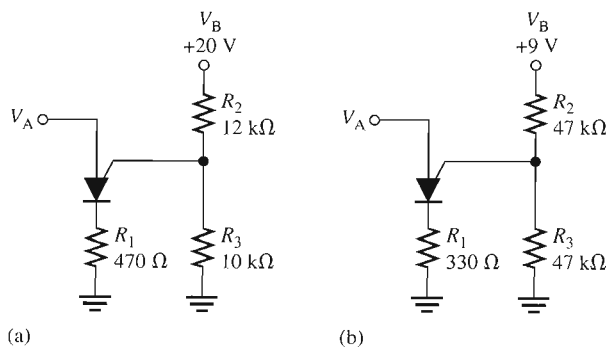 V_B
+20 V
R_2
12 kΩ
V_A
R_1
470 Ω
R_3
10 kΩ
(a)
V_B
+9 V
R_2
47 kΩ
V_A
R_1
330 Ω
R_3
47 kΩ
(b)